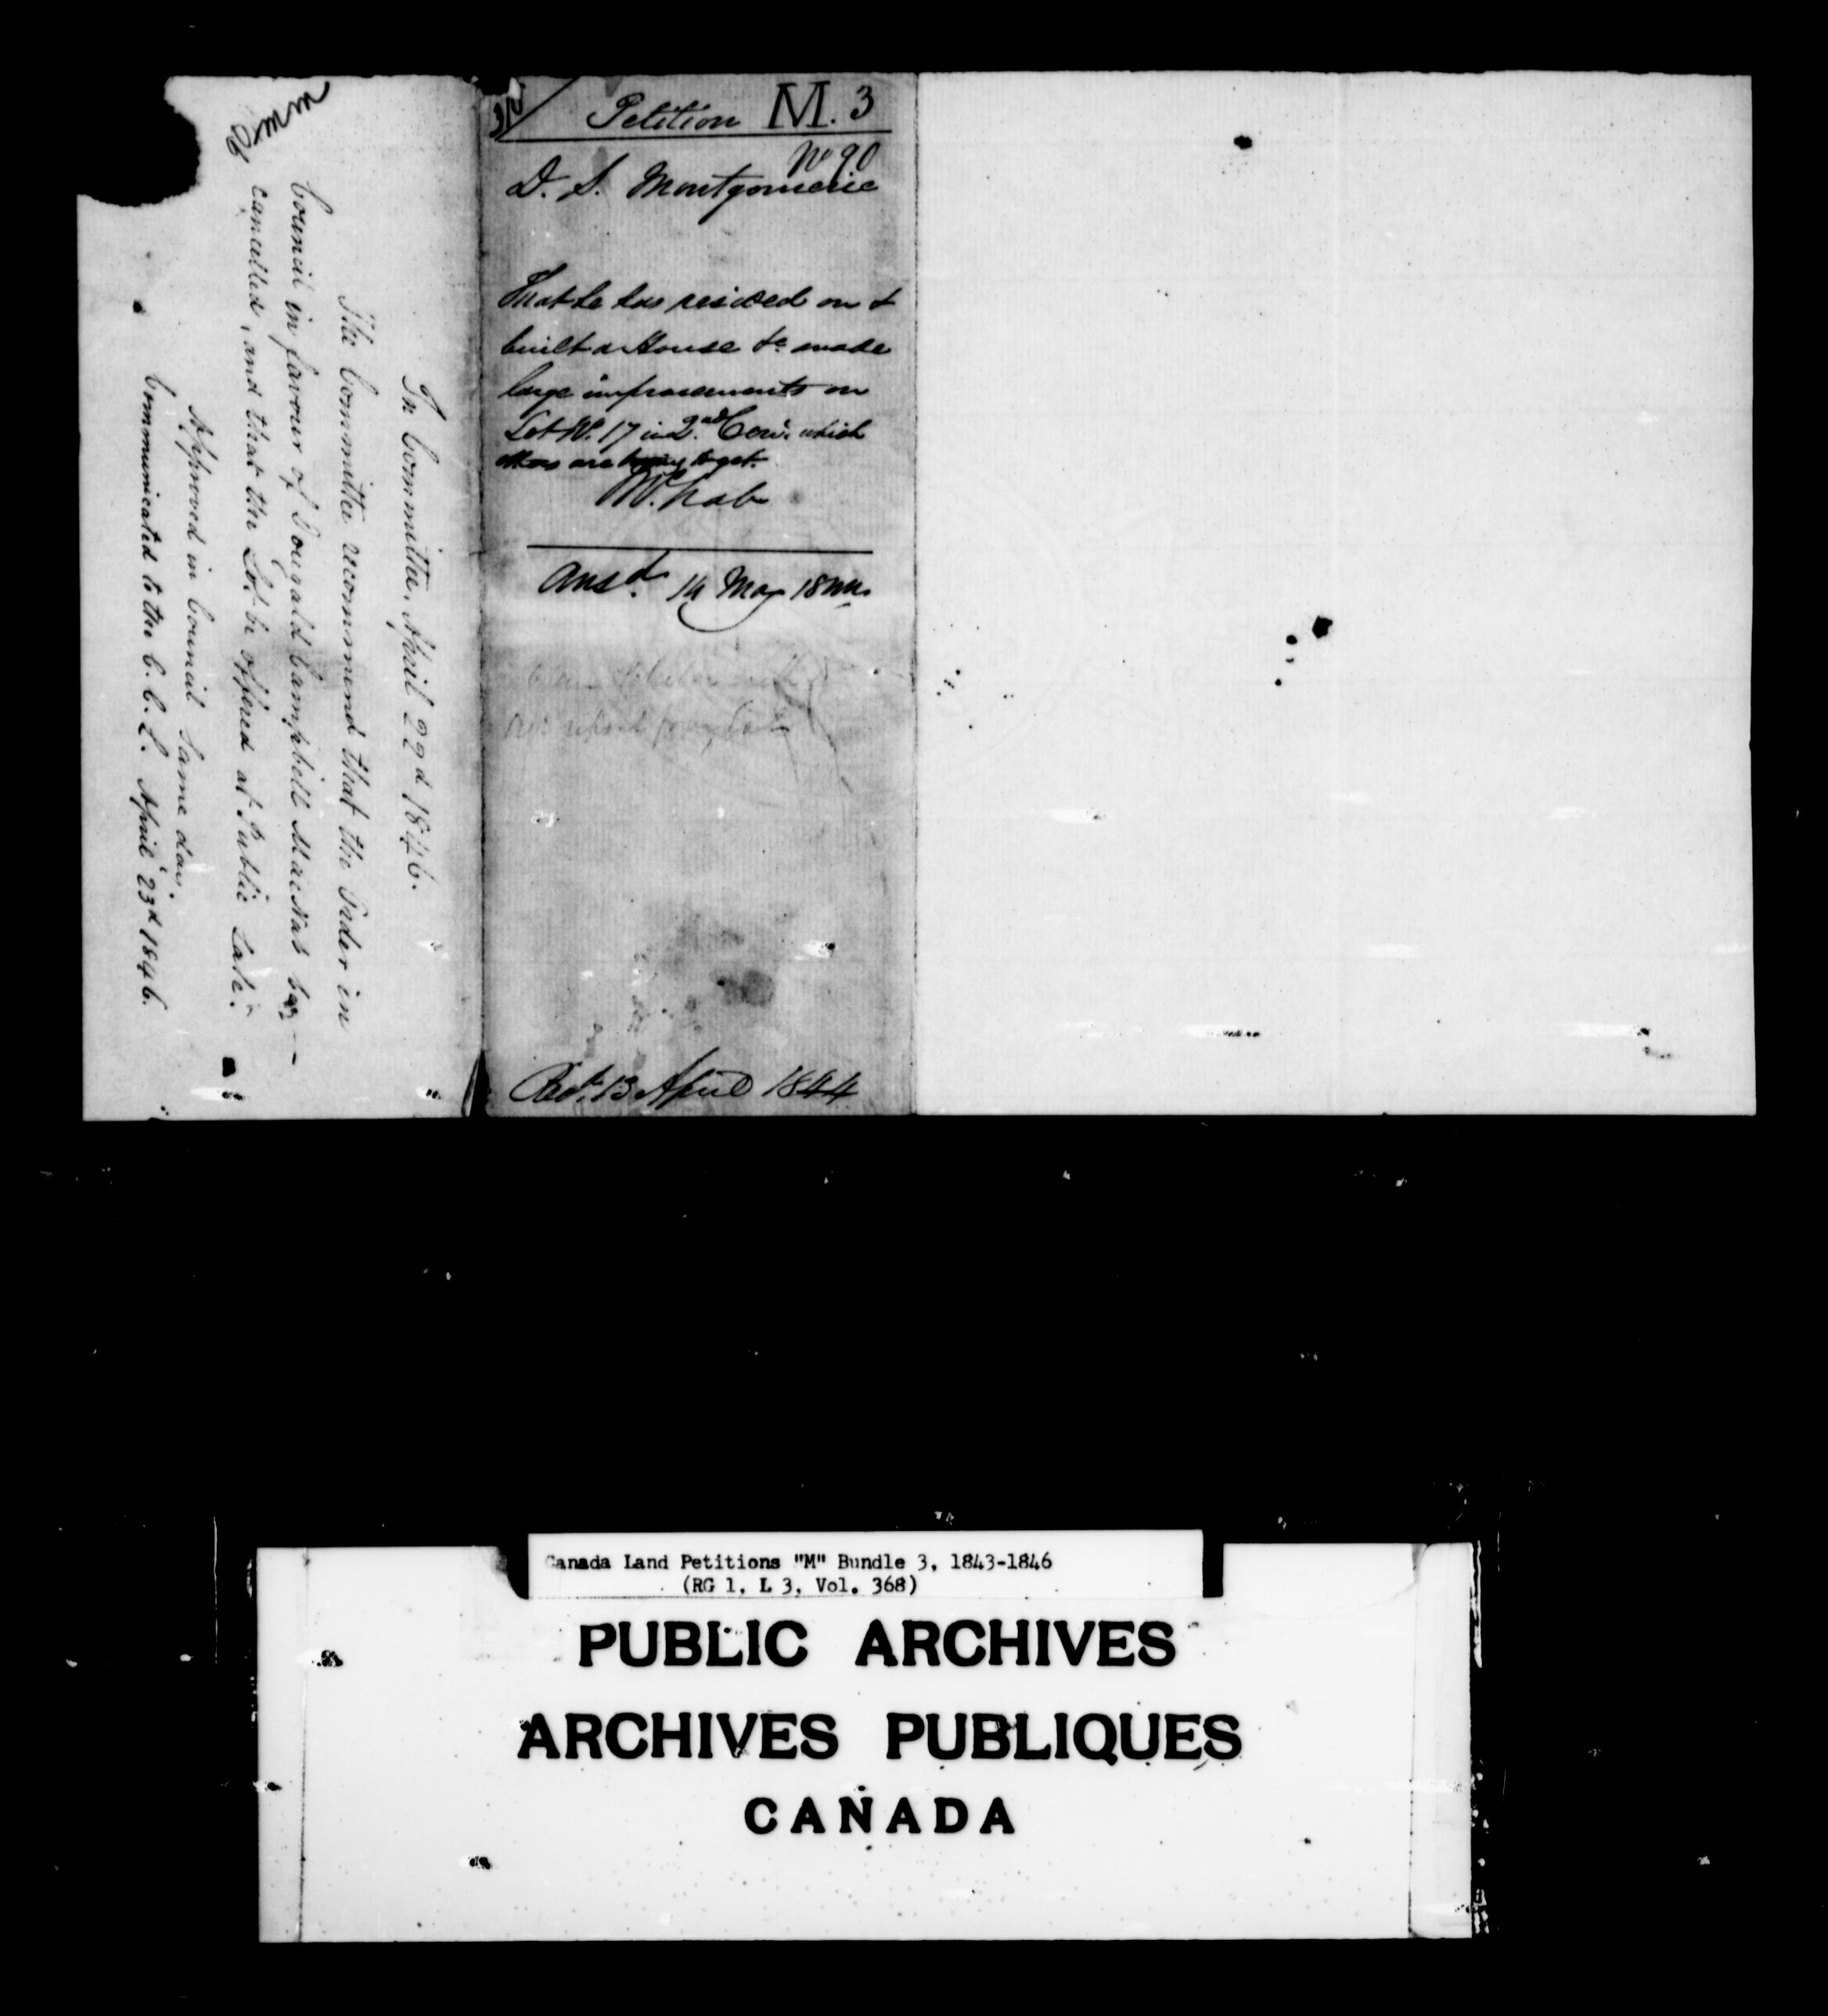 Petition M. 3
No 90
D. S. Montgomerie
That he has resided on &
built a House &c made
large improvements on
Lot No. 17 in 2nd Con. which
others are trying to get.
McNab
Ansd. 14 May 1844
Recd. 13 April 1844
In Committee, April 22d 1846.
The Committee recommend that the Order in
Council in favour of Dougald Campbell MacNab be
cancelled, and that the Lot be offered at Public Sale.
Approved in Council same day.
Communicated to the C. C. L. April 23d 1846.
Canada Land Petitions "M" Bundle 3, 1843-1846
(RG 1, L 3, Vol. 368)
PUBLIC ARCHIVES
ARCHIVES PUBLIQUES
CANADA